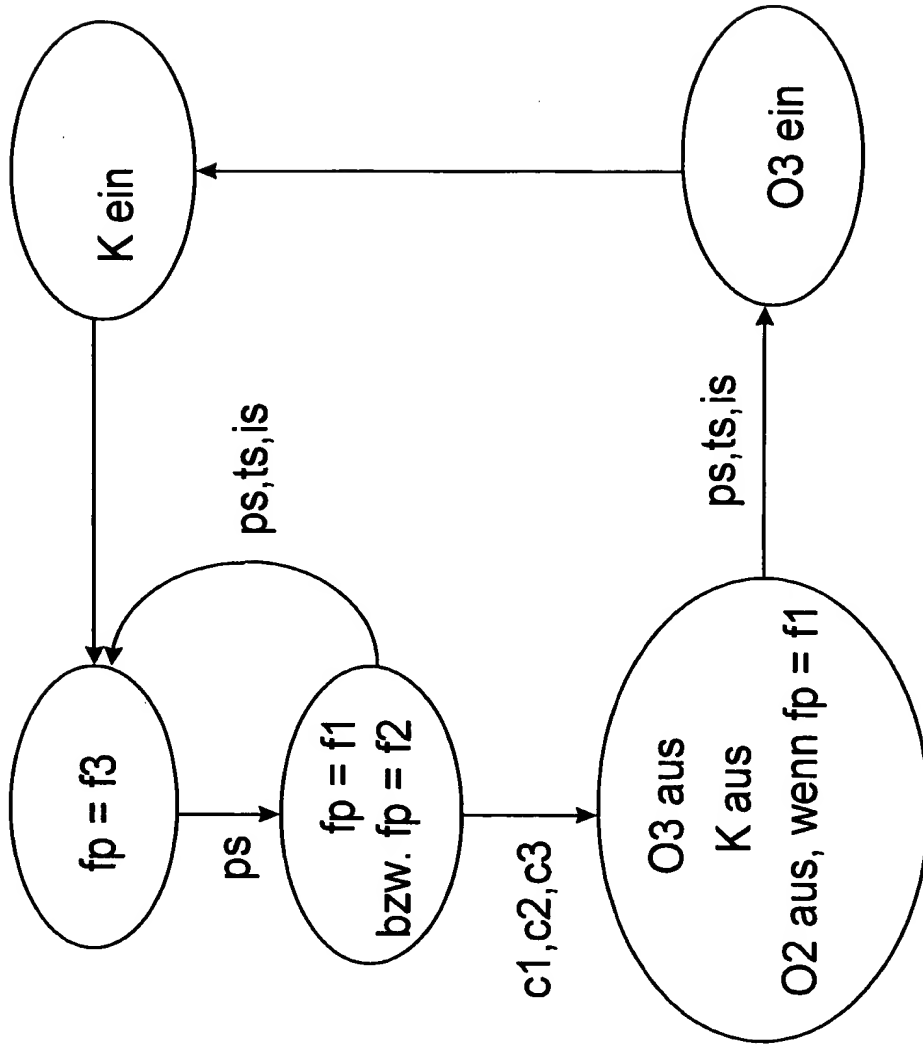 fp = f3
K ein
ps
ps,ts,is
fp = f1
bzw. fp = f2
c1,c2,c3
O3 aus
K aus
O2 aus, wenn fp = f1
ps,ts,is
O3 ein